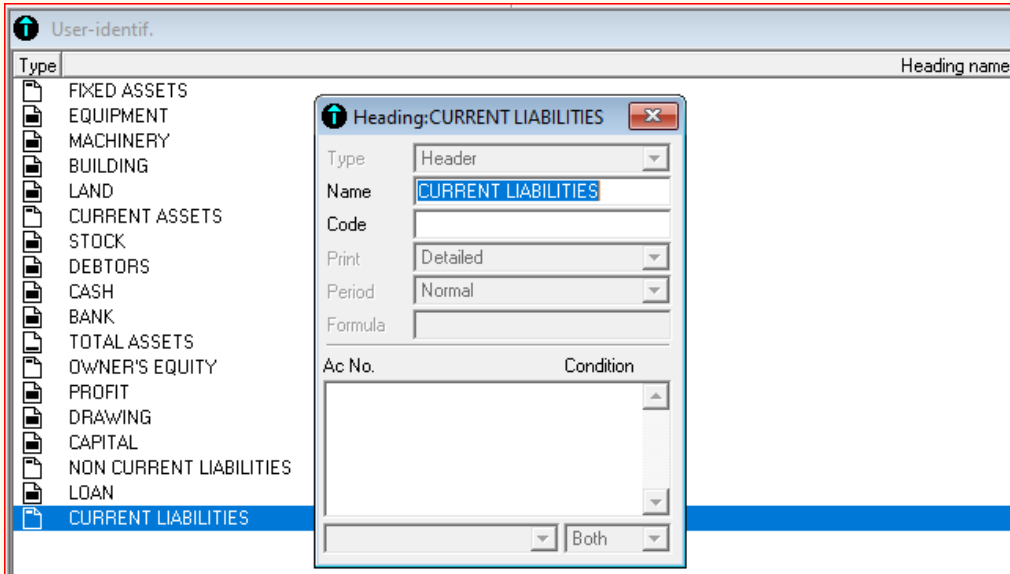 User-identif.
Type Heading name
FIXED ASSETS
EQUIPMENT
MACHINERY
BUILDING
LAND
CURRENT ASSETS
STOCK
DEBTORS
CASH
BANK
TOTAL ASSETS
OWNER'S EQUITY
PROFIT
DRAWING
CAPITAL
NON CURRENT LIABILITIES
LOAN
CURRENT LIABILITIES
Heading:CURRENT LIABILITIES
Type Header
Name CURRENT LIABILITIES
Code
Print Detailed
Period Normal
Formula
Ac No. Condition
Both